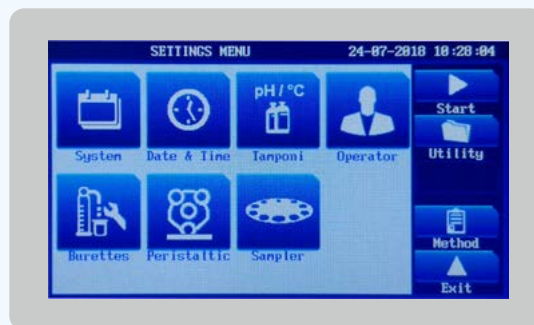 SETTINGS MENU 24-07-2018 10:28:04
pH/°C
Start
System Date & Time Tamponi Operator
Utility
Burettes Peristaltic Sampler
Method
Exit